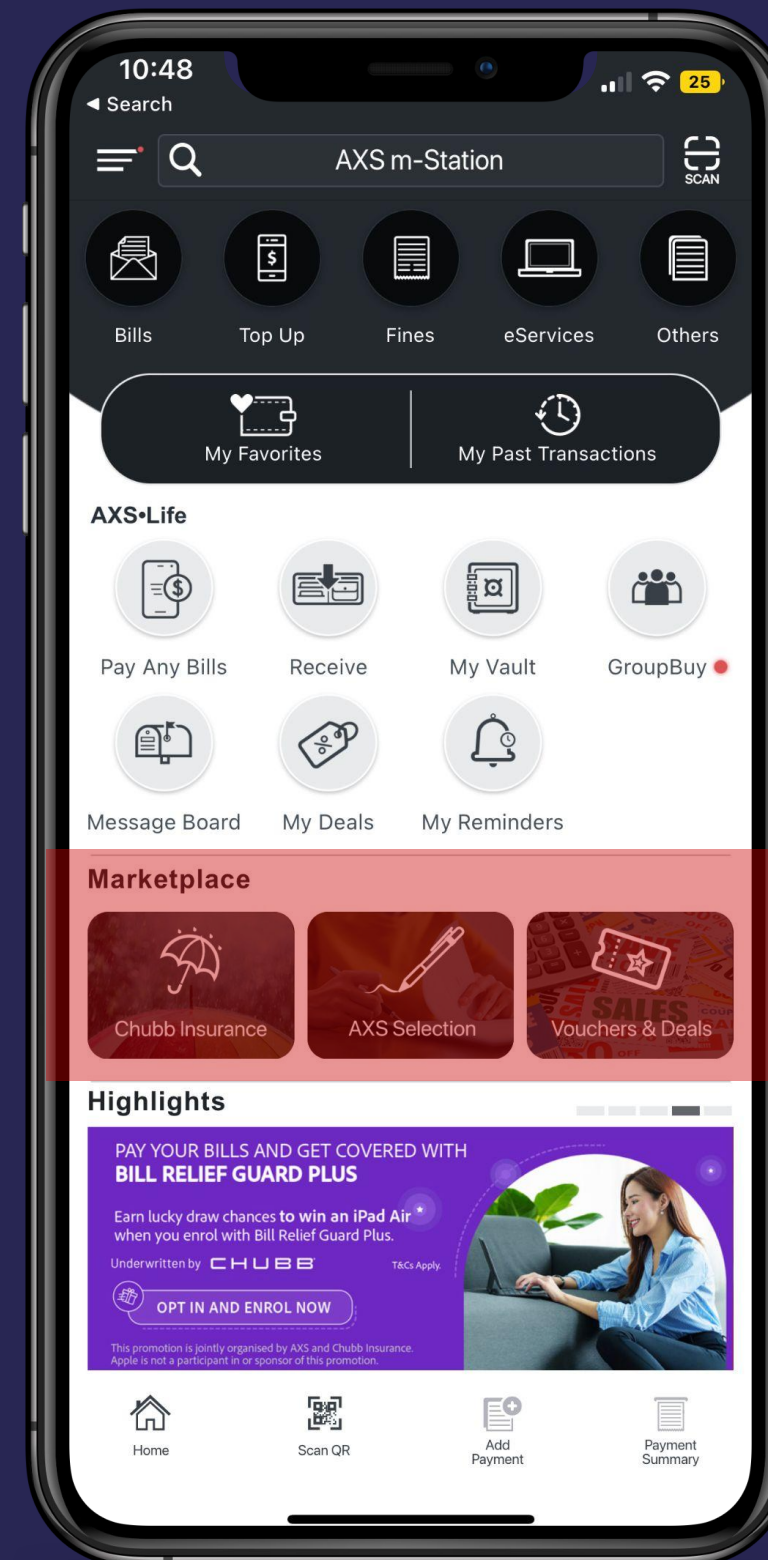 10:48
25
◄ Search
AXS m-Station
SCAN
Bills
Top Up
Fines
eServices
Others
My Favorites
My Past Transactions
AXS•Life
Pay Any Bills
Receive
My Vault
GroupBuy
Message Board
My Deals
My Reminders
Marketplace
Chubb Insurance
AXS Selection
SALES
Vouchers & Deals
Highlights
PAY YOUR BILLS AND GET COVERED WITH
BILL RELIEF GUARD PLUS
Earn lucky draw chances to win an iPad Air
when you enrol with Bill Relief Guard Plus.
Underwritten by CHUBB
T&Cs Apply.
OPT IN AND ENROL NOW
This promotion is jointly organised by AXS and Chubb Insurance.
Apple is not a participant in or sponsor of this promotion.
Home
Scan QR
Add
Payment
Payment
Summary